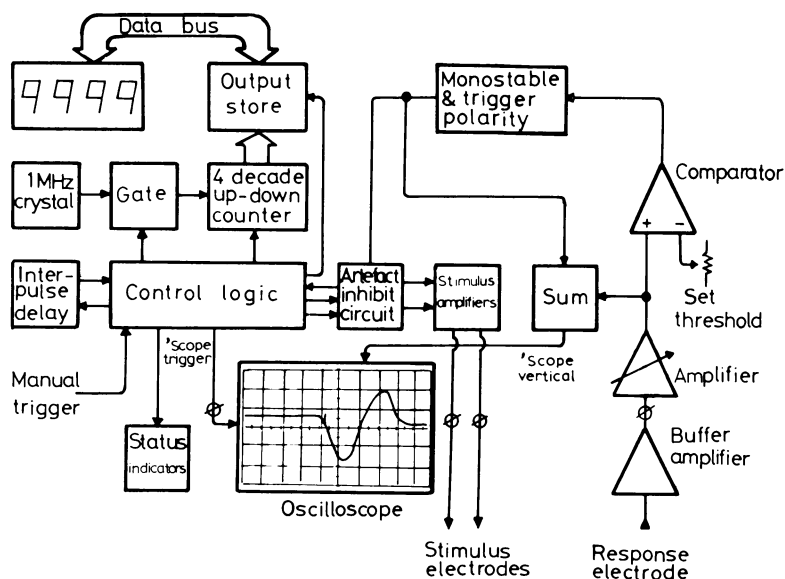 Data bus
9999
Output
store
Monostable
& trigger
polarity
1MHz
crystal
Gate
4 decade
up-down
counter
Comparator
+
-
Set
threshold
Inter-
pulse
delay
Control logic
Artefact
inhibit
circuit
Stimulus
amplifiers
Sum
Manual
trigger
'Scope
trigger
'Scope
vertical
Amplifier
Status
indicators
Buffer
amplifier
Oscilloscope
Stimulus
electrodes
Response
electrode